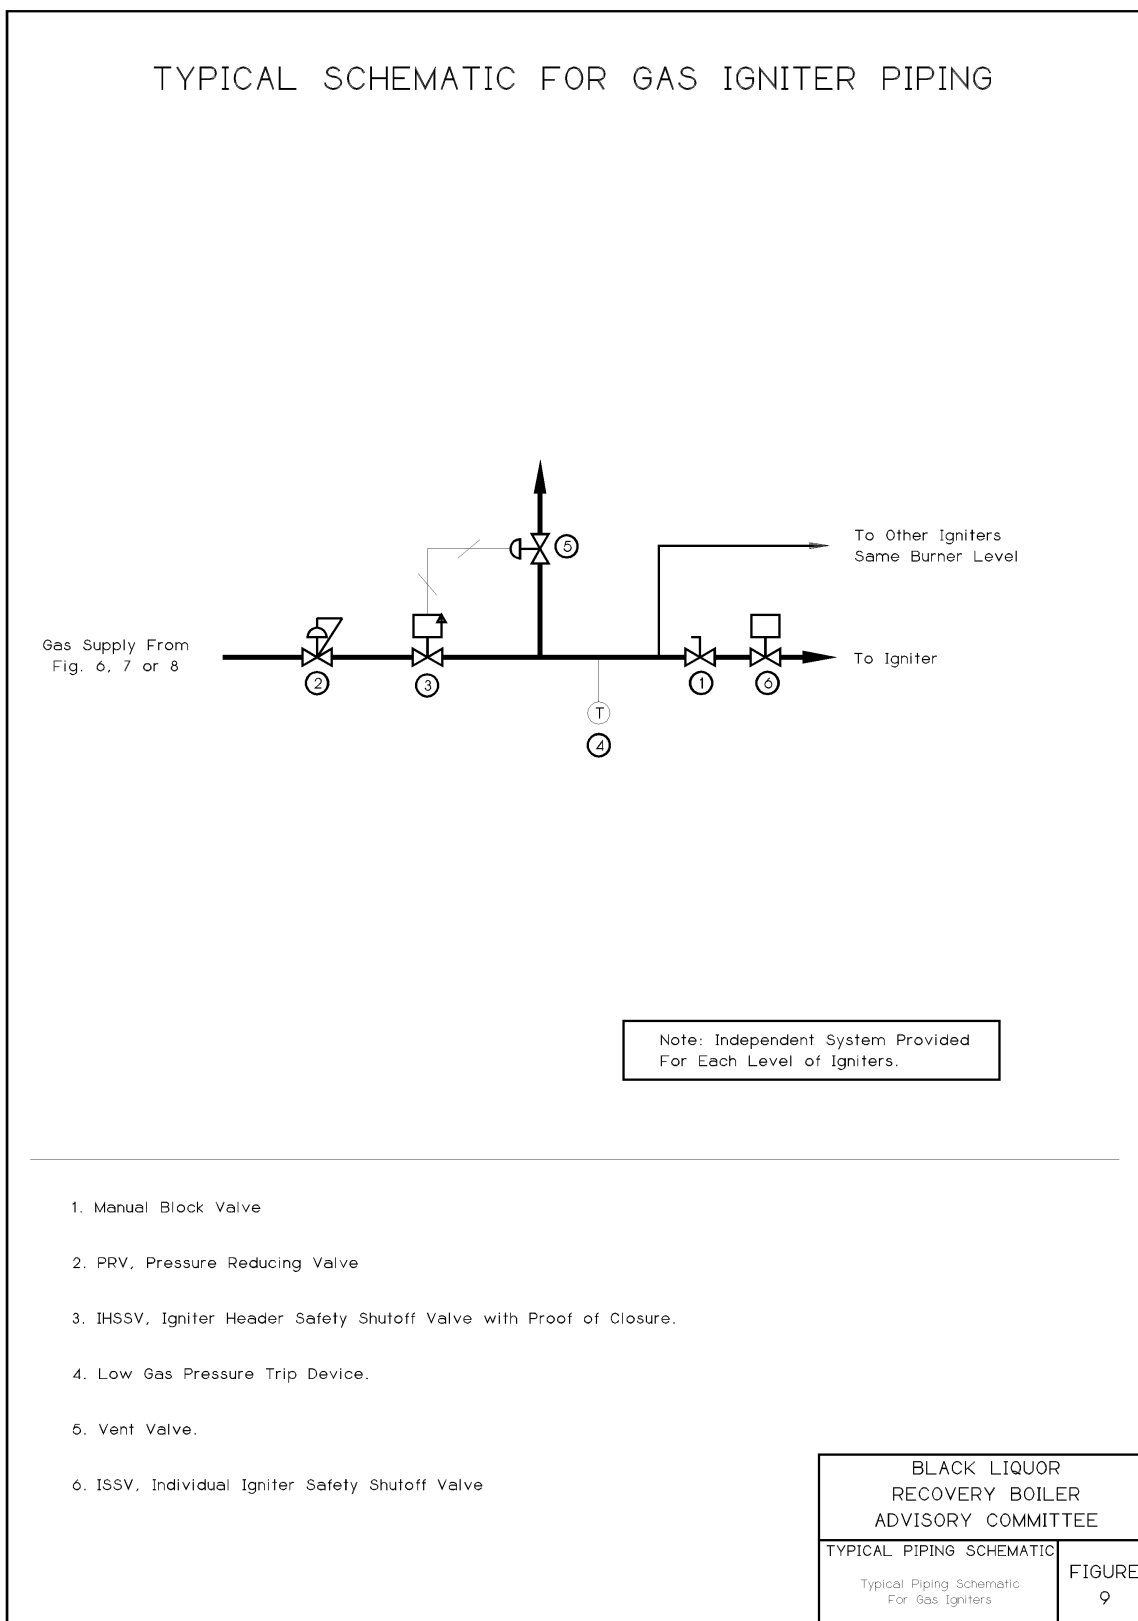 TYPICAL SCHEMATIC FOR GAS IGNITER PIPING
5
To Other Igniters
Same Burner Level
Gas Supply From
Fig. 6, 7 or 8
To Igniter
2
3
1
6
T
4
Note: Independent System Provided
For Each Level of Igniters.
1. Manual Block Valve
2. PRV, Pressure Reducing Valve
3. IHSSV, Igniter Header Safety Shutoff Valve with Proof of Closure.
4. Low Gas Pressure Trip Device.
5. Vent Valve.
6. ISSV, Individual Igniter Safety Shutoff Valve
BLACK LIQUOR
RECOVERY BOILER
ADVISORY COMMITTEE
TYPICAL PIPING SCHEMATIC
Typical Piping Schematic
For Gas Igniters
FIGURE
9